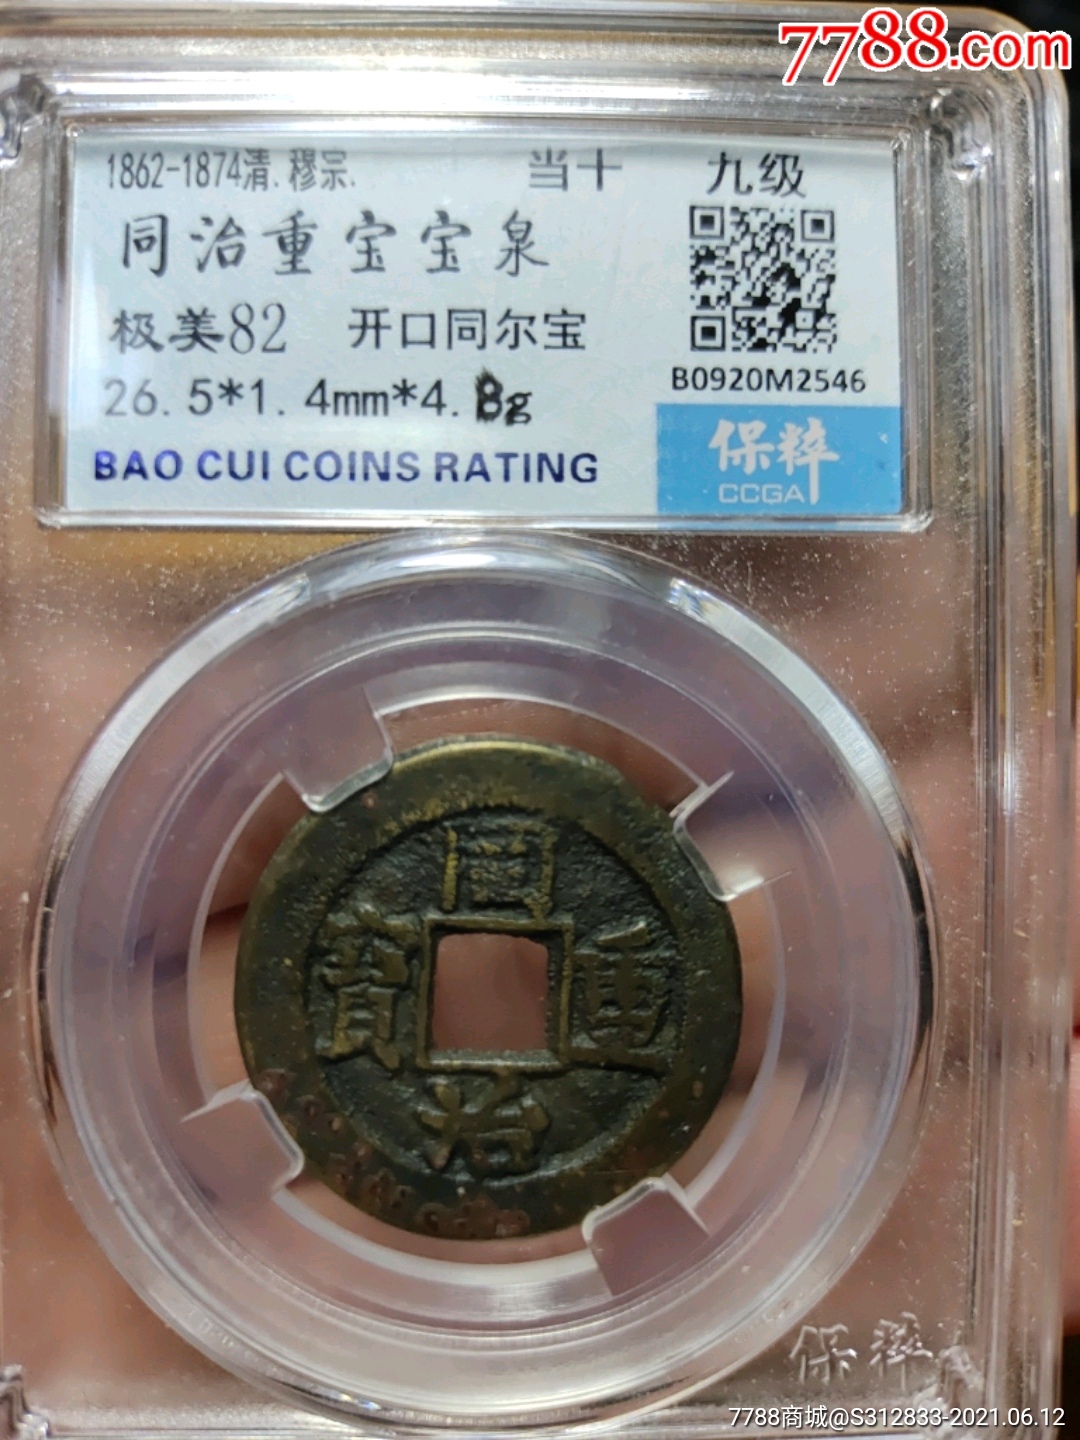 7788.com
1862-1874清.穆宗.
当十
九级
同治重宝宝泉
极美82
开口同尔宝
26.5*1.4mm*4.8g
B0920M2546
BAO CUI COINS RATING
保粹
CCGA
同
寶 重
治
保粹
7788商城@S312833-2021.06.12